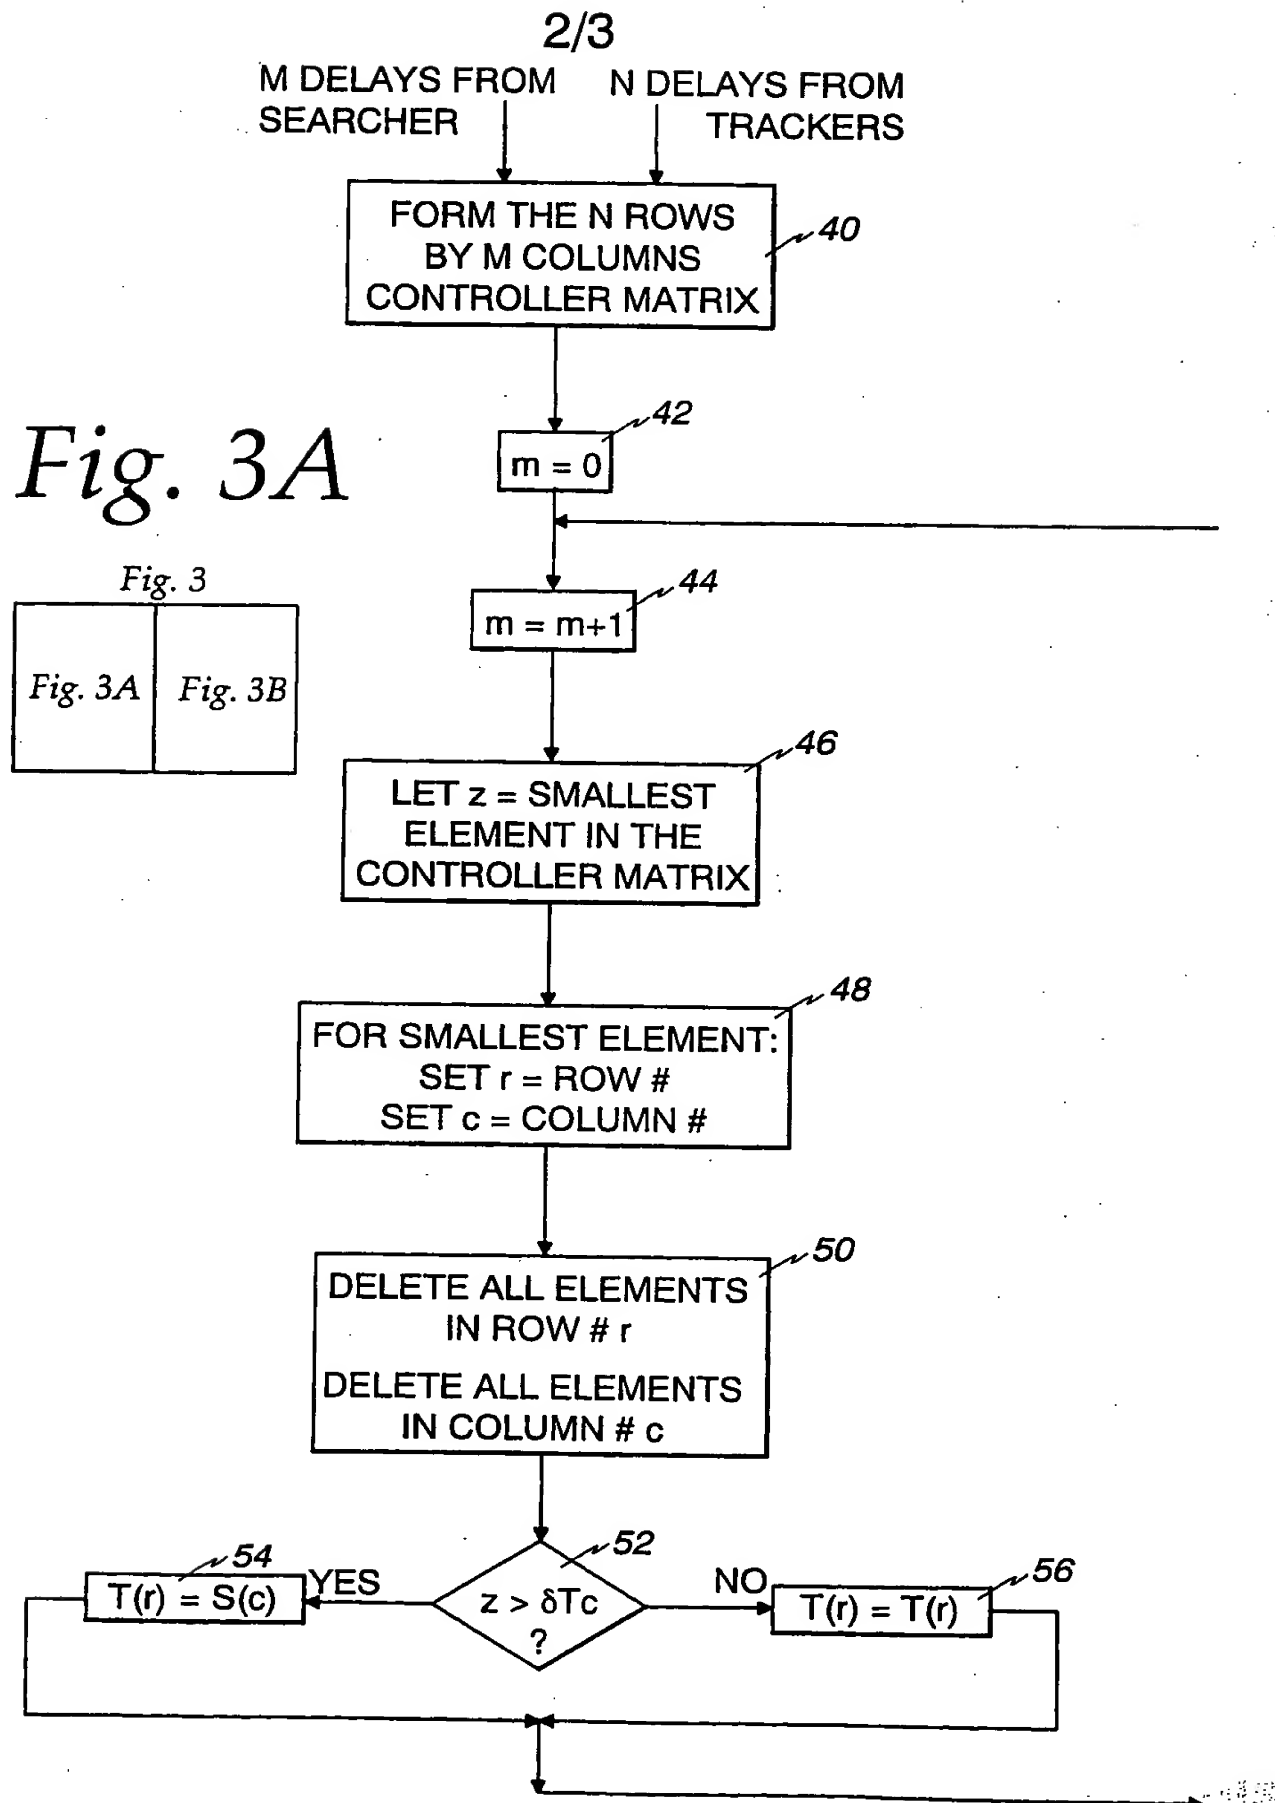 2/3
M DELAYS FROM
SEARCHER
N DELAYS FROM
TRACKERS
FORM THE N ROWS
BY M COLUMNS
CONTROLLER MATRIX
40
Fig. 3A
42
m = 0
Fig. 3
Fig. 3A
Fig. 3B
44
m = m+1
46
LET z = SMALLEST
ELEMENT IN THE
CONTROLLER MATRIX
48
FOR SMALLEST ELEMENT:
SET r = ROW #
SET c = COLUMN #
50
DELETE ALL ELEMENTS
IN ROW # r
DELETE ALL ELEMENTS
IN COLUMN # c
52
z > δTc
?
54
YES
T(r) = S(c)
NO
56
T(r) = T(r)